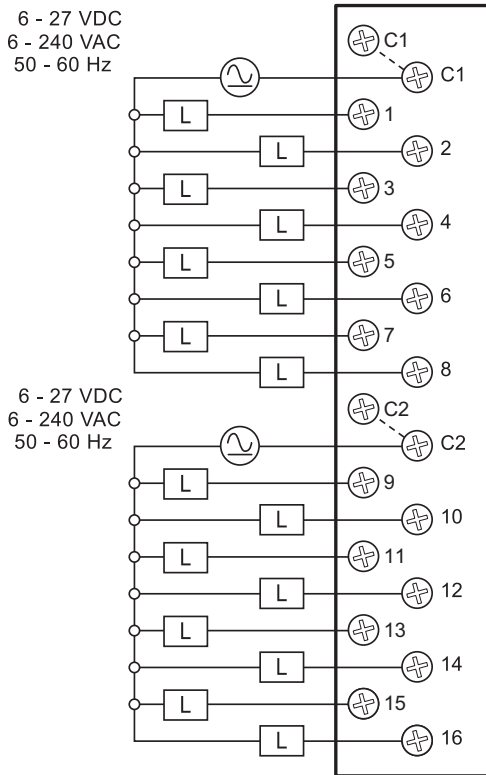 6 - 27 VDC
6 - 240 VAC
50 - 60 Hz
C1
C1
L 1
L 2
L 3
L 4
L 5
L 6
L 7
L 8
6 - 27 VDC
6 - 240 VAC
50 - 60 Hz
C2
C2
L 9
L 10
L 11
L 12
L 13
L 14
L 15
L 16